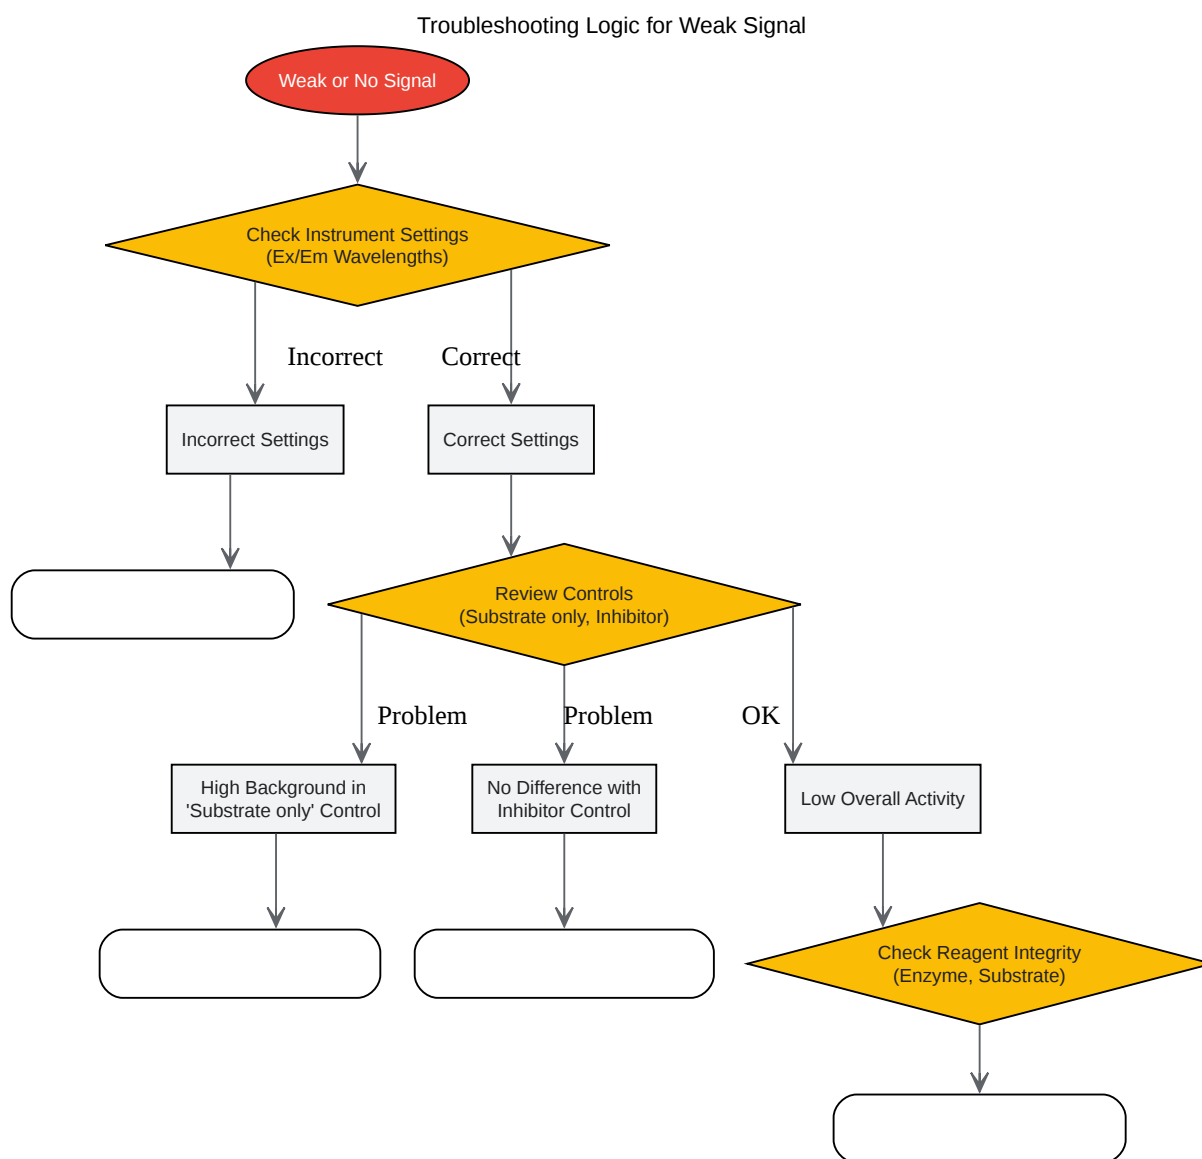 Troubleshooting Logic for Weak Signal
Weak or No Signal
Check Instrument Settings
(Ex/Em Wavelengths)
Incorrect
Correct
Incorrect Settings
Correct Settings
Review Controls
(Substrate only, Inhibitor)
Problem
Problem
OK
High Background in
'Substrate only' Control
No Difference with
Inhibitor Control
Low Overall Activity
Check Reagent Integrity
(Enzyme, Substrate)